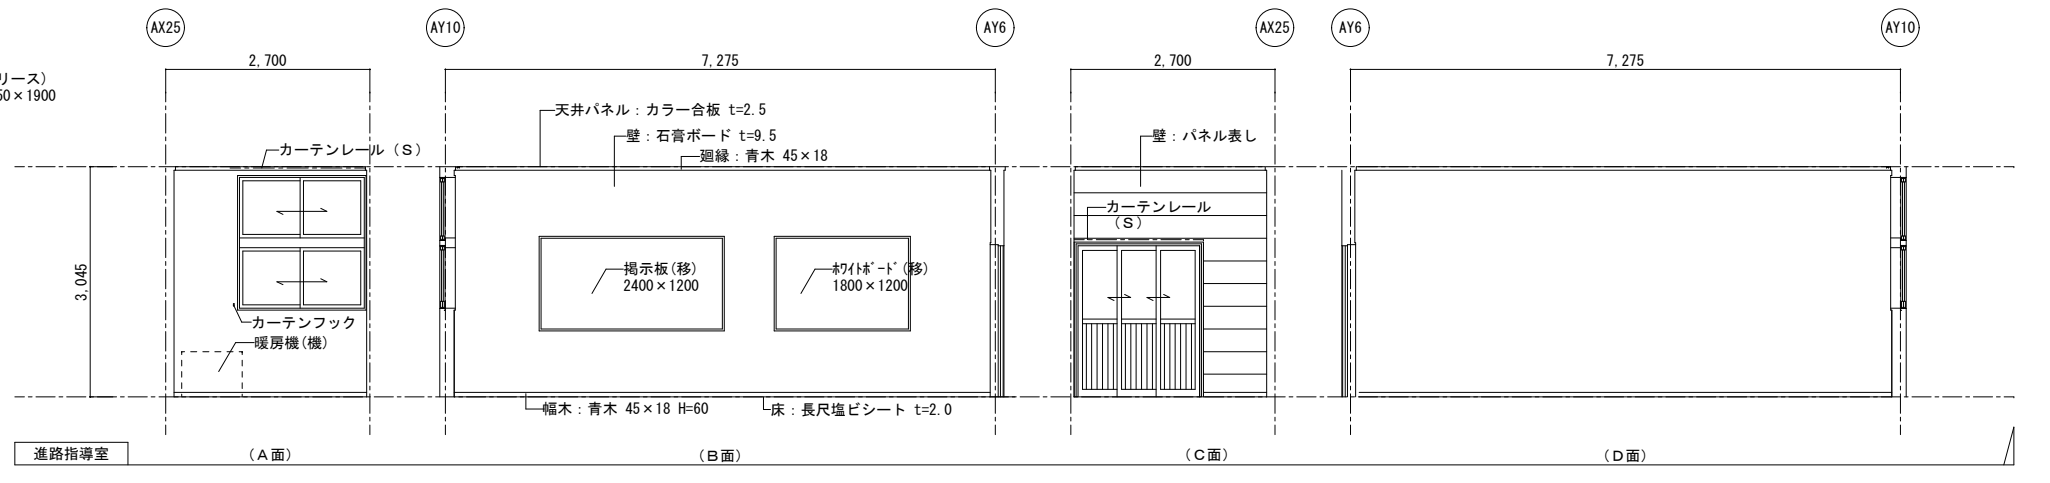 AX25
AY10
AY6
AX25
AY6
AY10
2,700
7,275
2,700
7,275
リース)
50×1900
天井パネル：カラー合板 t=2.5
壁：石膏ボード t=9.5
壁：パネル表し
カーテンレール（S）
廻縁：青木 45×18
カーテンレール
（S）
3,045
掲示板(移)
2400×1200
ﾎﾜｲﾄﾎﾞｰﾄﾞ(移)
1800×1200
カーテンフック
暖房機(機)
幅木：青木 45×18 H=60
床：長尺塩ビシート t=2.0
進路指導室
（A面）
（B面）
（C面）
（D面）